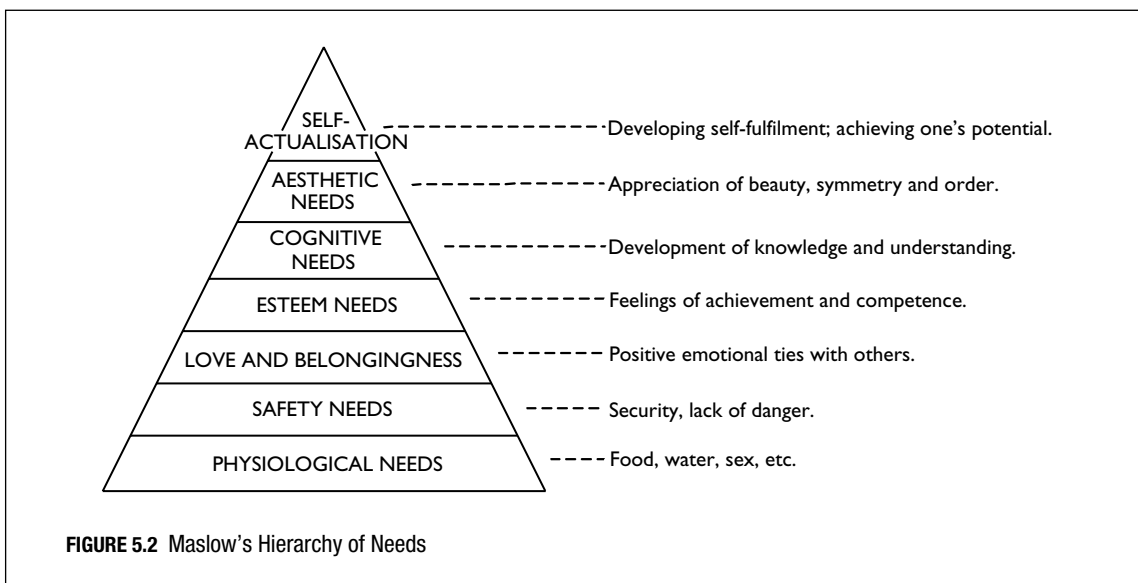 SELF-
ACTUALISATION
Developing self-fulfilment; achieving one's potential.
AESTHETIC
NEEDS
Appreciation of beauty, symmetry and order.
COGNITIVE
NEEDS
Development of knowledge and understanding.
ESTEEM NEEDS
Feelings of achievement and competence.
LOVE AND BELONGINGNESS
Positive emotional ties with others.
SAFETY NEEDS
Security, lack of danger.
PHYSIOLOGICAL NEEDS
Food, water, sex, etc.
FIGURE 5.2 Maslow's Hierarchy of Needs